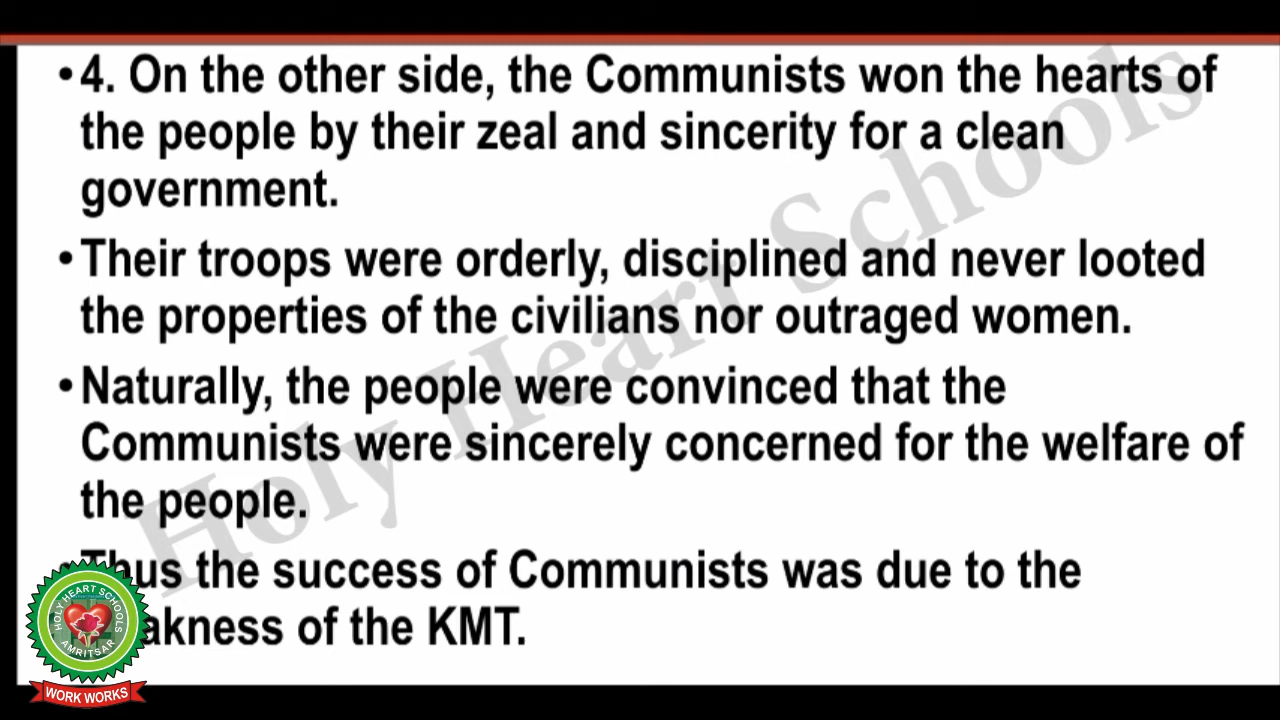 •4. On the other side, the Communists won the hearts of
the people by their zeal and sincerity for a clean
government.
•Their troops were orderly, disciplined and never looted
the properties of the civilians nor outraged women.
•Naturally, the people were convinced that the
Communists were sincerely concerned for the welfare of
the people.
•Thus the success of Communists was due to the
akness of the KMT.
Holy Heart Schools
HOLY HEART SCHOOLS
AMRITSAR
WORK WORKS